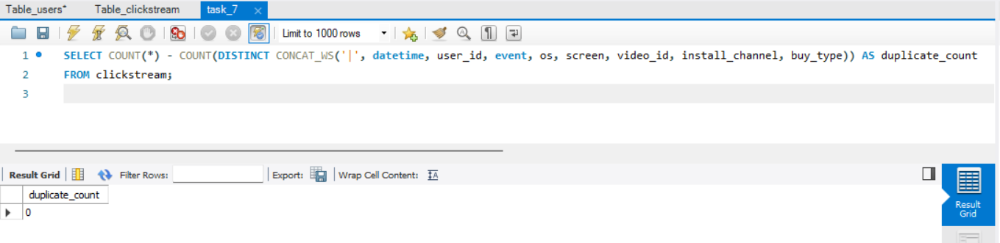 Table_users* Table_clickstream task_7
Limit to 1000 rows
1 SELECT COUNT(*) - COUNT(DISTINCT CONCAT_WS('|', datetime, user_id, event, os, screen, video_id, install_channel, buy_type)) AS duplicate_count
2 FROM clickstream;
3
Result Grid Filter Rows: Export: Wrap Cell Content: IA
duplicate_count
0
Result
Grid